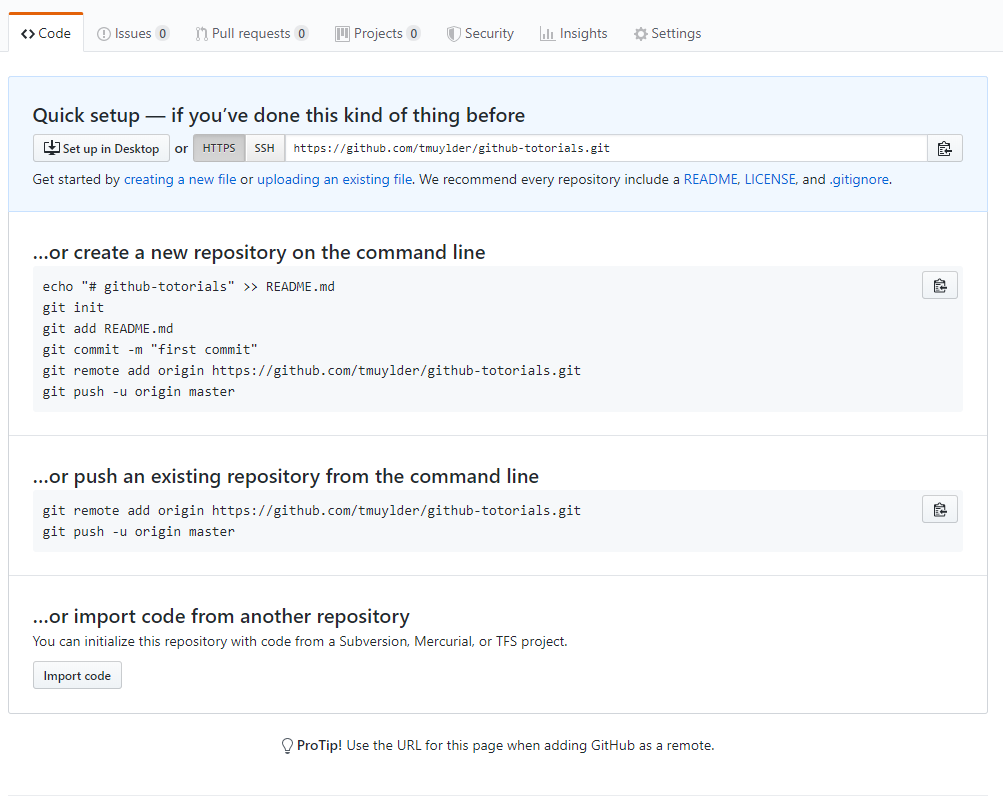 Code Issues 0 Pull requests 0 Projects 0 Security Insights Settings
Quick setup — if you’ve done this kind of thing before
Set up in Desktop or HTTPS SSH https://github.com/tmuylder/github-totorials.git
Get started by creating a new file or uploading an existing file. We recommend every repository include a README, LICENSE, and .gitignore.
…or create a new repository on the command line
echo "# github-totorials" >> README.md
git init
git add README.md
git commit -m "first commit"
git remote add origin https://github.com/tmuylder/github-totorials.git
git push -u origin master
…or push an existing repository from the command line
git remote add origin https://github.com/tmuylder/github-totorials.git
git push -u origin master
…or import code from another repository
You can initialize this repository with code from a Subversion, Mercurial, or TFS project.
Import code
ProTip! Use the URL for this page when adding GitHub as a remote.